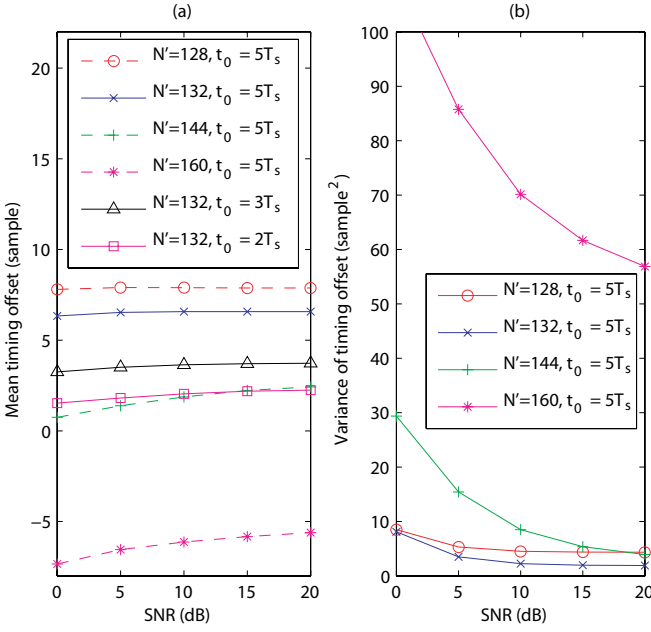 (a)
20
15
10
5
0
−5
Mean timing offset (sample)
0 5 10 15 20
SNR (dB)
N'=128, t0 = 5Ts
N'=132, t0 = 5Ts
N'=144, t0 = 5Ts
N'=160, t0 = 5Ts
N'=132, t0 = 3Ts
N'=132, t0 = 2Ts
(b)
100
90
80
70
60
50
40
30
20
10
0
Variance of timing offset (sample²)
0 5 10 15 20
SNR (dB)
N'=128, t0 = 5Ts
N'=132, t0 = 5Ts
N'=144, t0 = 5Ts
N'=160, t0 = 5Ts